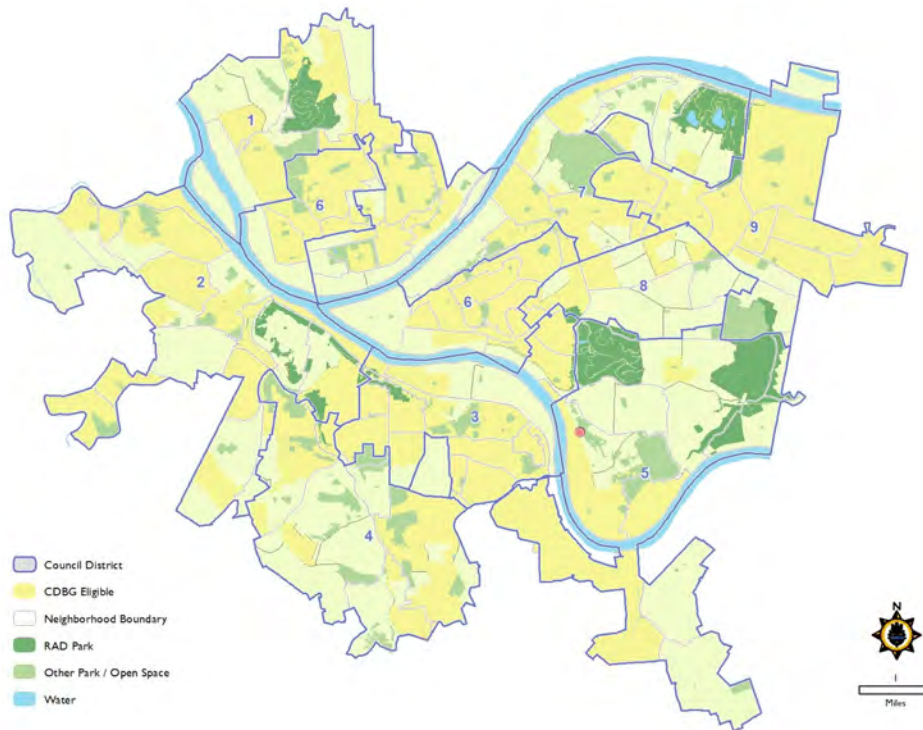 1
6
7
9
2
8
6
3
5
4
Council District
CDBG Eligible
Neighborhood Boundary
RAD Park
Other Park / Open Space
Water
N
1
Miles